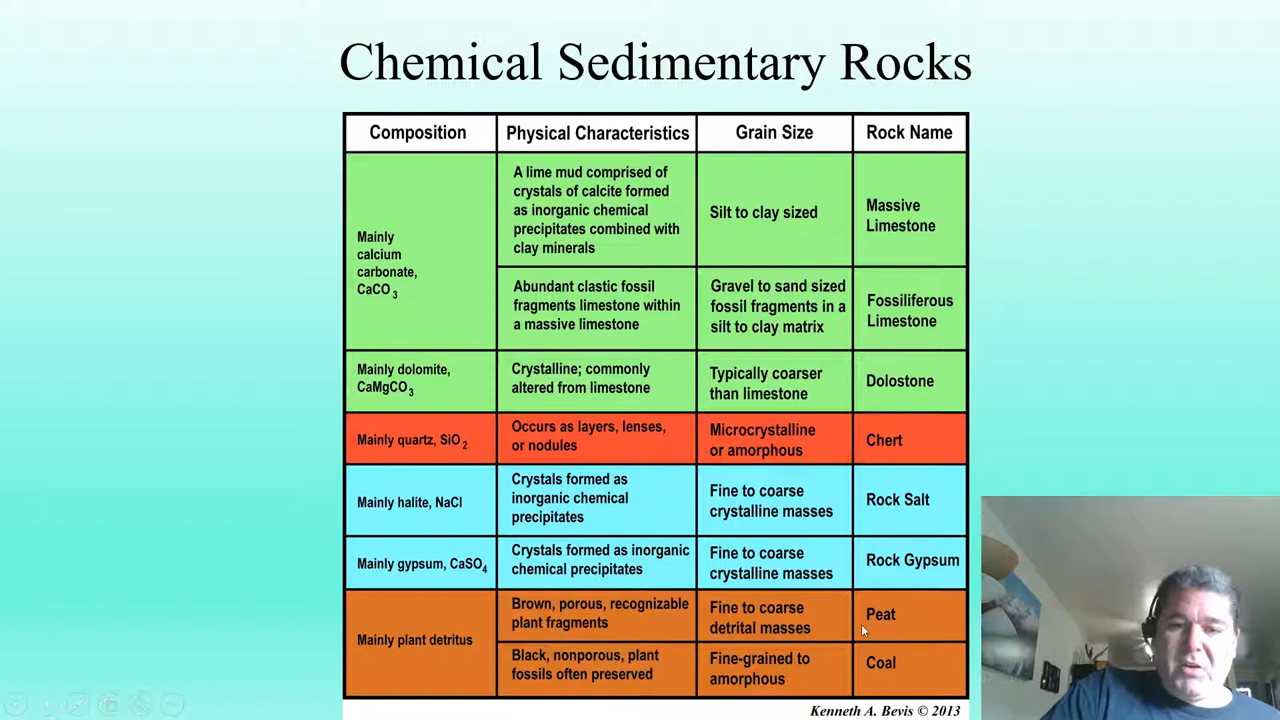 Chemical Sedimentary Rocks
Composition
Physical Characteristics
Grain Size
Rock Name
Mainly
calcium
carbonate,
CaCO3
A lime mud comprised of
crystals of calcite formed
as inorganic chemical
precipitates combined with
clay minerals
Silt to clay sized
Massive
Limestone
Abundant clastic fossil
fragments limestone within
a massive limestone
Gravel to sand sized
fossil fragments in a
silt to clay matrix
Fossiliferous
Limestone
Mainly dolomite,
CaMgCO3
Crystalline; commonly
altered from limestone
Typically coarser
than limestone
Dolostone
Mainly quartz, SiO2
Occurs as layers, lenses,
or nodules
Microcrystalline
or amorphous
Chert
Mainly halite, NaCl
Crystals formed as
inorganic chemical
precipitates
Fine to coarse
crystalline masses
Rock Salt
Mainly gypsum, CaSO4
Crystals formed as inorganic
chemical precipitates
Fine to coarse
crystalline masses
Rock Gypsum
Mainly plant detritus
Brown, porous, recognizable
plant fragments
Fine to coarse
detrital masses
Peat
Black, nonporous, plant
fossils often preserved
Fine-grained to
amorphous
Coal
Kenneth A. Bevis © 2013